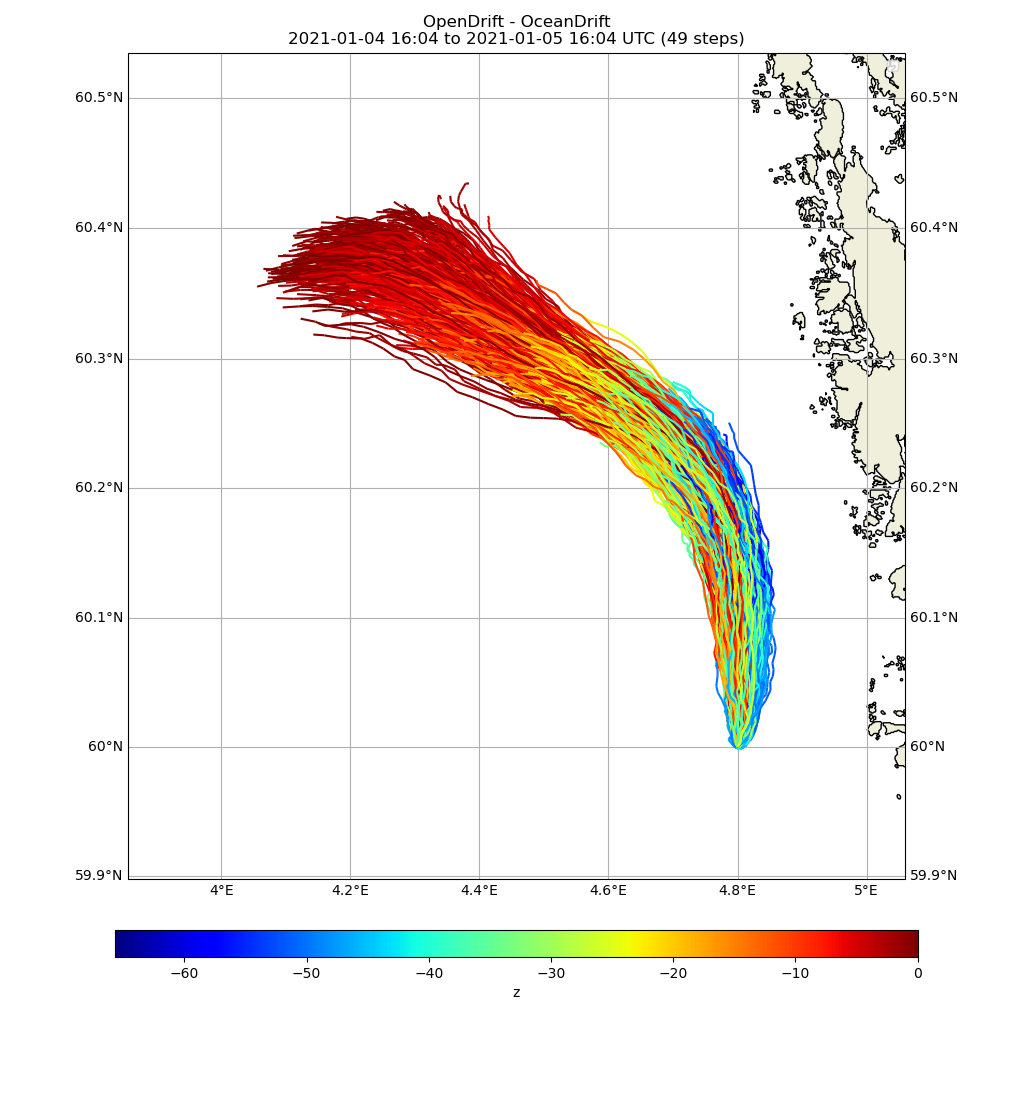 OpenDrift - OceanDrift
2021-01-04 16:04 to 2021-01-05 16:04 UTC (49 steps)
60.5°N
60.5°N
60.4°N
60.4°N
60.3°N
60.3°N
60.2°N
60.2°N
60.1°N
60.1°N
60°N
60°N
59.9°N
59.9°N
4°E
4.2°E
4.4°E
4.6°E
4.8°E
5°E
−60
−50
−40
−30
−20
−10
0
z